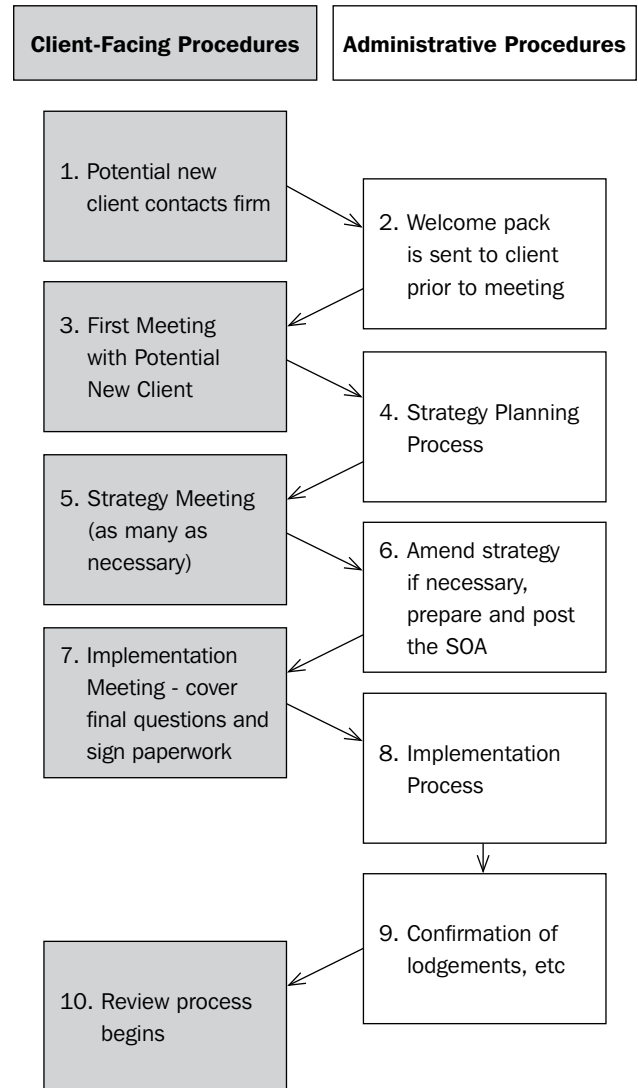 Client-Facing Procedures
Administrative Procedures
1. Potential new
client contacts firm
2. Welcome pack
is sent to client
prior to meeting
3. First Meeting
with Potential
New Client
4. Strategy Planning
Process
5. Strategy Meeting
(as many as
necessary)
6. Amend strategy
if necessary,
prepare and post
the SOA
7. Implementation
Meeting - cover
final questions and
sign paperwork
8. Implementation
Process
9. Confirmation of
lodgements, etc
10. Review process
begins